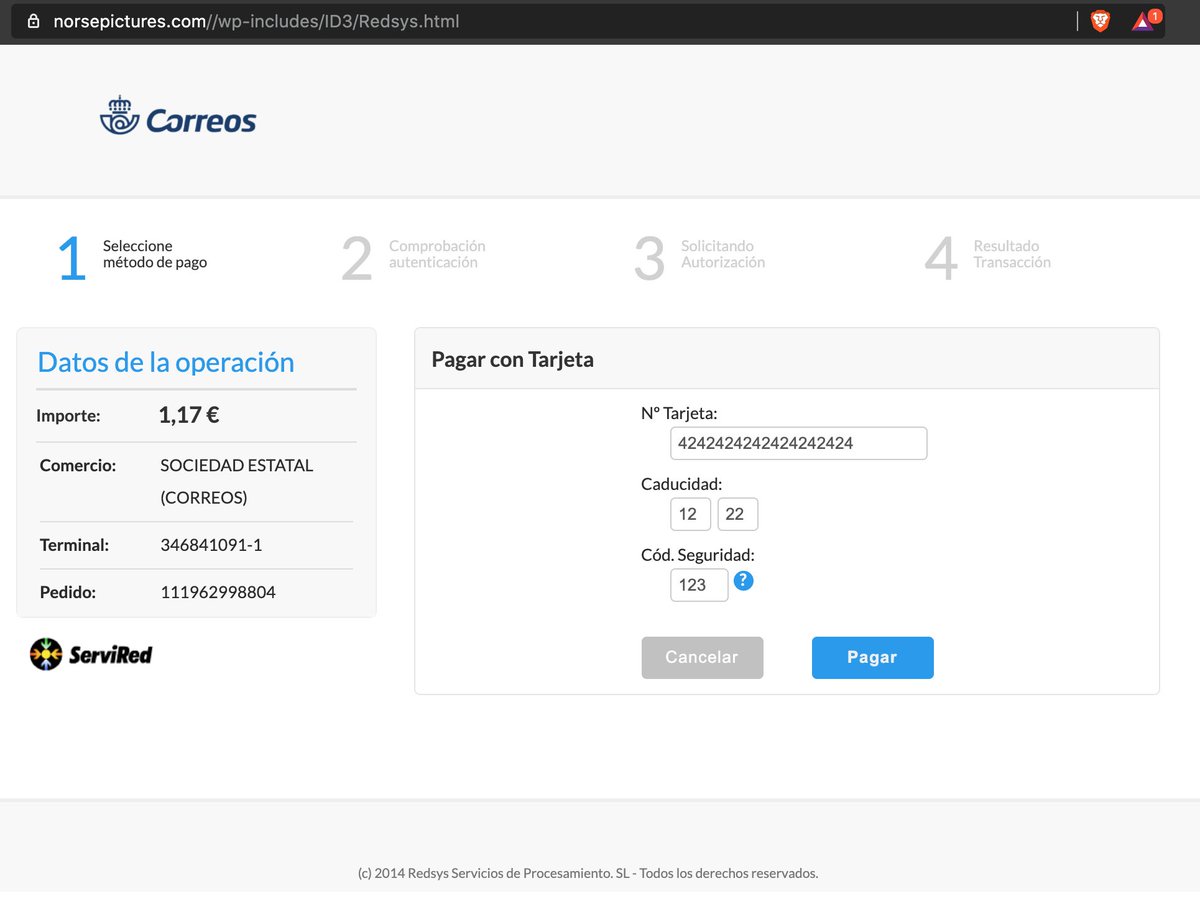 norsepictures.com//wp-includes/ID3/Redsys.html
1
Correos
1
Seleccione
método de pago
2
Comprobación
autenticación
3
Solicitando
Autorización
4
Resultado
Transacción
Datos de la operación
Importe: 1,17 €
Comercio: SOCIEDAD ESTATAL
(CORREOS)
Terminal: 346841091-1
Pedido: 111962998804
ServiRed
Pagar con Tarjeta
Nº Tarjeta:
4242424242424242424
Caducidad:
12 22
Cód. Seguridad:
123 ?
Cancelar Pagar
(c) 2014 Redsys Servicios de Procesamiento. SL - Todos los derechos reservados.